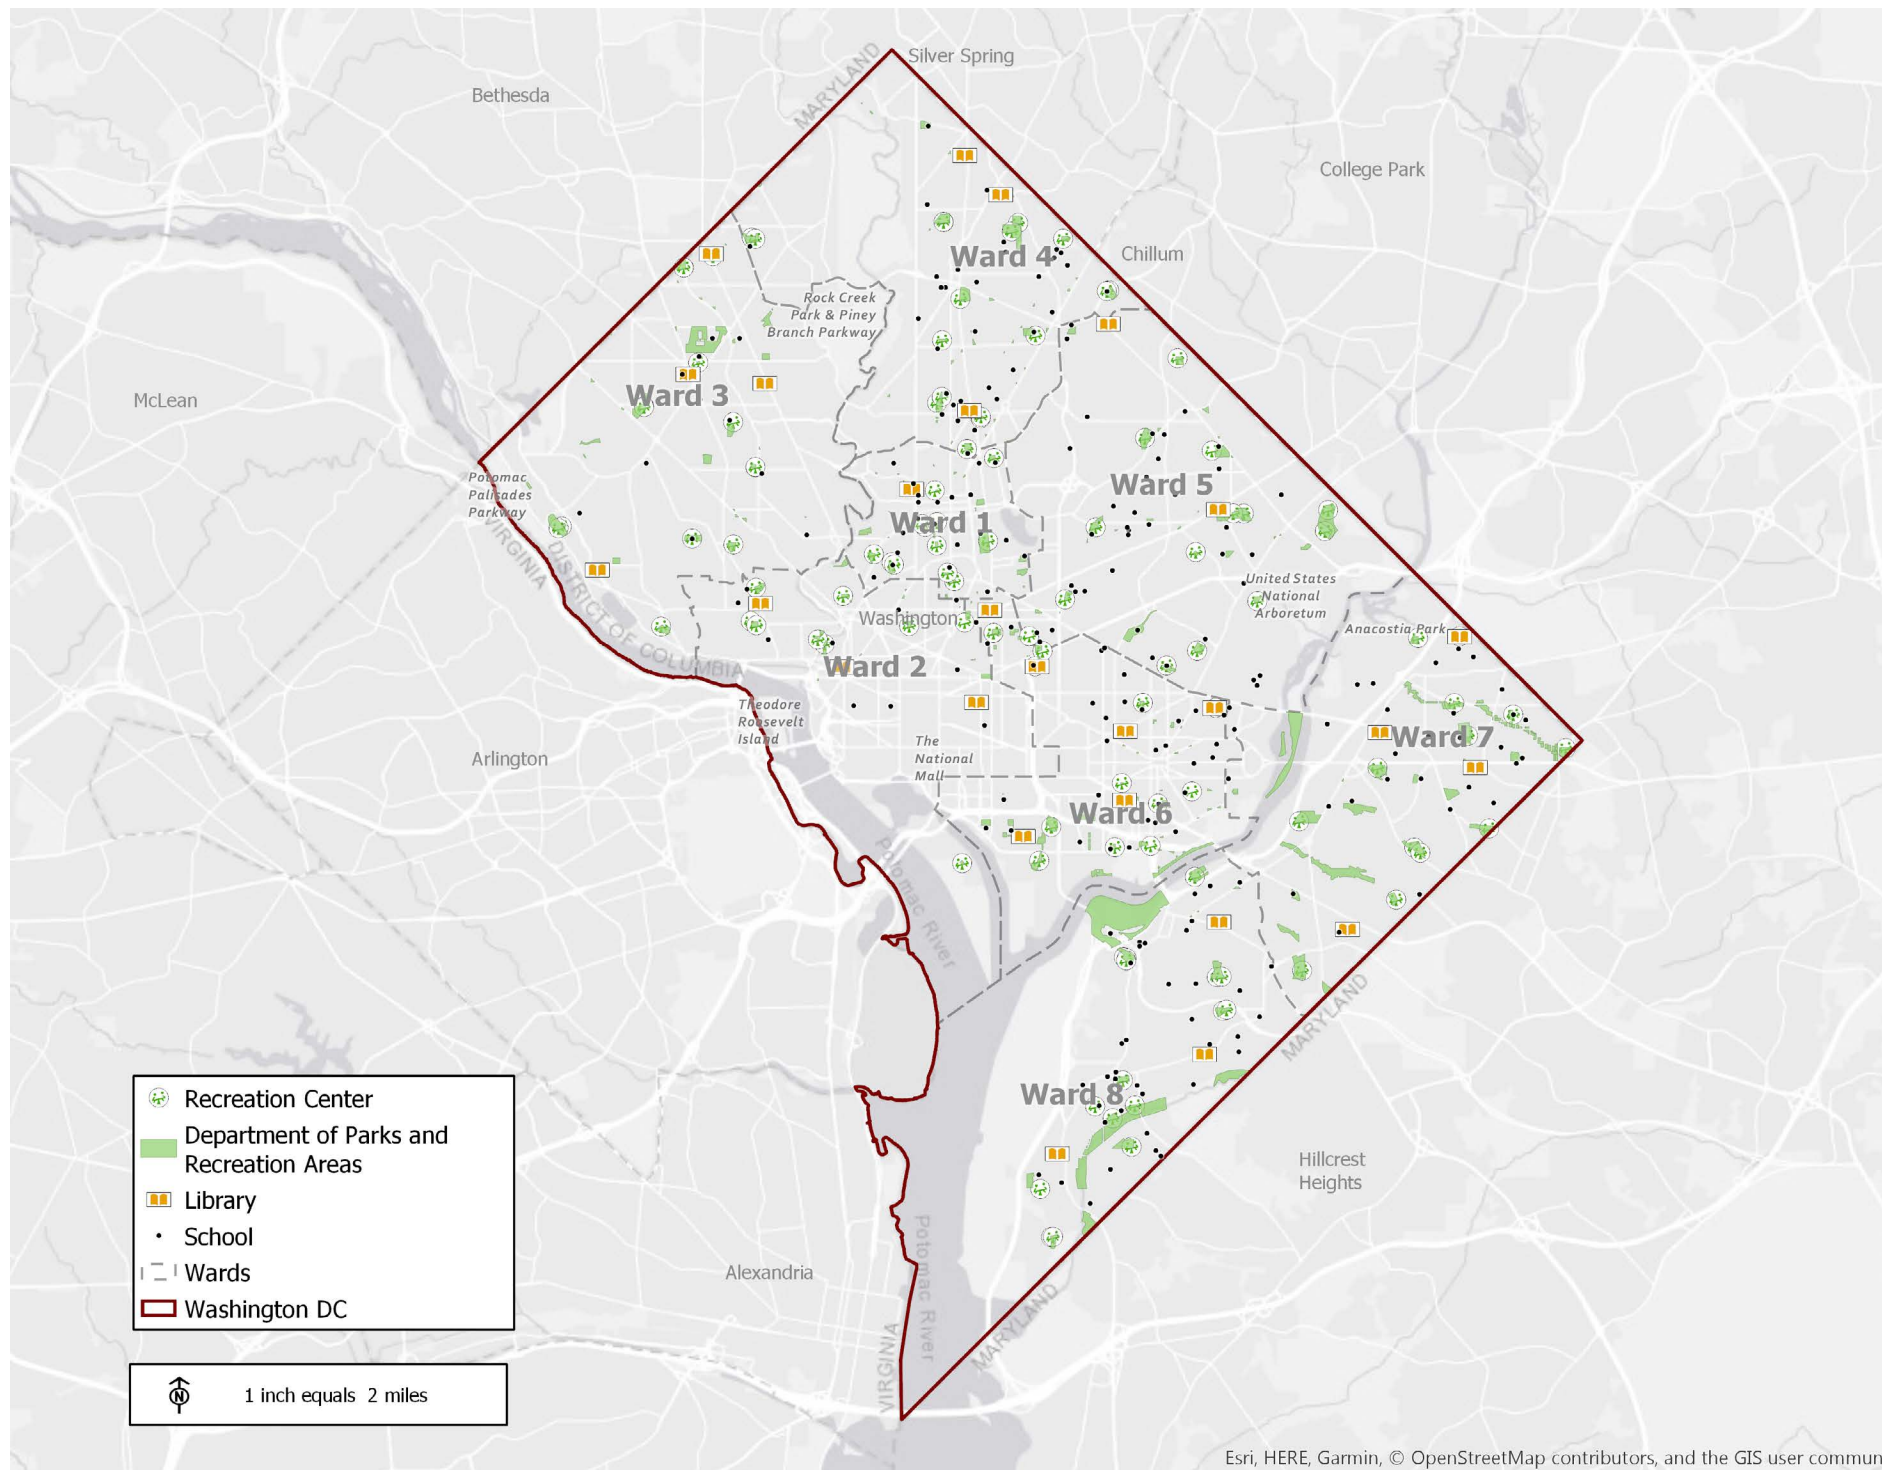 MARYLAND
Silver Spring
Bethesda
College Park
Ward 4
Chillum
Rock Creek
Park & Piney
Branch Parkway
McLean
Ward 3
Potomac
Palisades
Parkway
Ward 5
Ward 1
VIRGINIA
DISTRICT OF COLUMBIA
United States
National
Arboretum
Washington
Anacostia Park
Ward 2
Theodore
Roosevelt
Island
Arlington
The
National
Mall
Ward 7
Ward 6
Potomac River
MARYLAND
Ward 8
Hillcrest
Heights
Potomac River
Alexandria
VIRGINIA
MARYLAND
Recreation Center
Department of Parks and
Recreation Areas
Library
School
Wards
Washington DC
N
1 inch equals 2 miles
Esri, HERE, Garmin, © OpenStreetMap contributors, and the GIS user commun